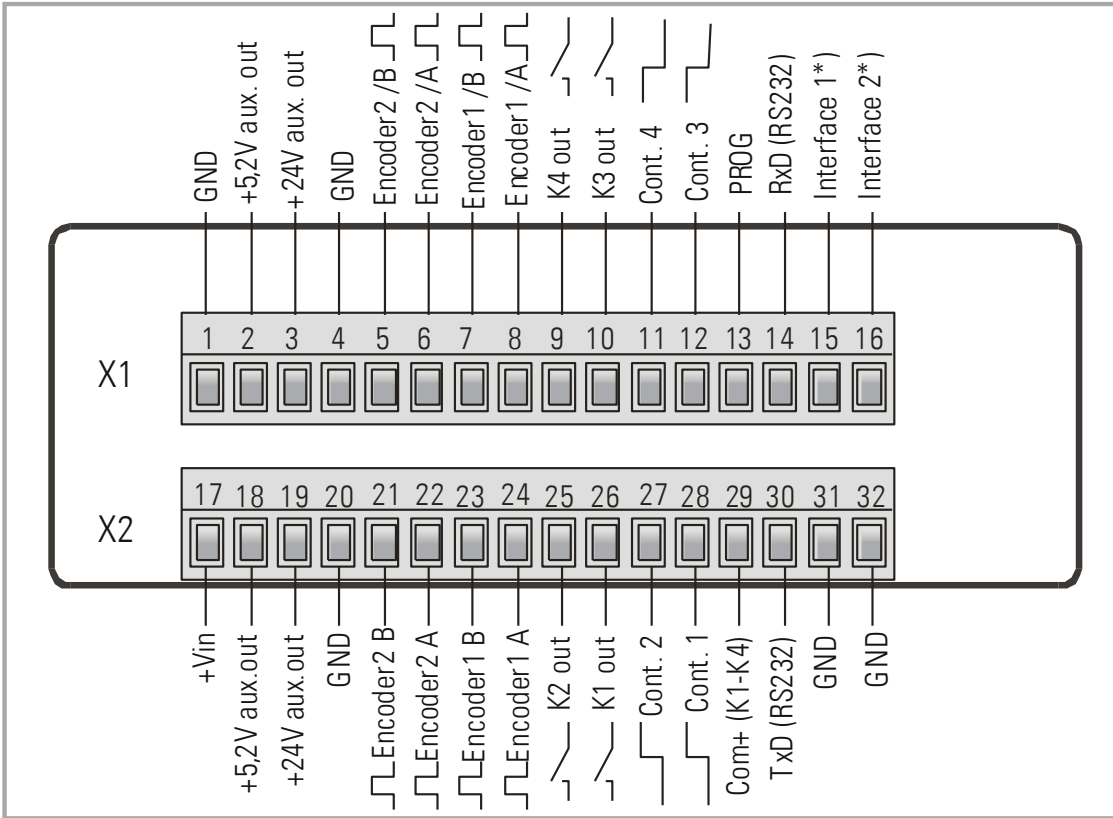 GND
+5,2V aux. out
+24V aux. out
GND
Encoder2 /B
Encoder2 /A
Encoder1 /B
Encoder1 /A
K4 out
K3 out
Cont. 4
Cont. 3
PROG
RxD (RS232)
Interface 1*)
Interface 2*)
X1
1 2 3 4 5 6 7 8 9 10 11 12 13 14 15 16
X2
17 18 19 20 21 22 23 24 25 26 27 28 29 30 31 32
+Vin
+5,2V aux.out
+24V aux.out
GND
Encoder2 B
Encoder2 A
Encoder1 B
Encoder1 A
K2 out
K1 out
Cont. 2
Cont. 1
Com+ (K1-K4)
TxD (RS232)
GND
GND